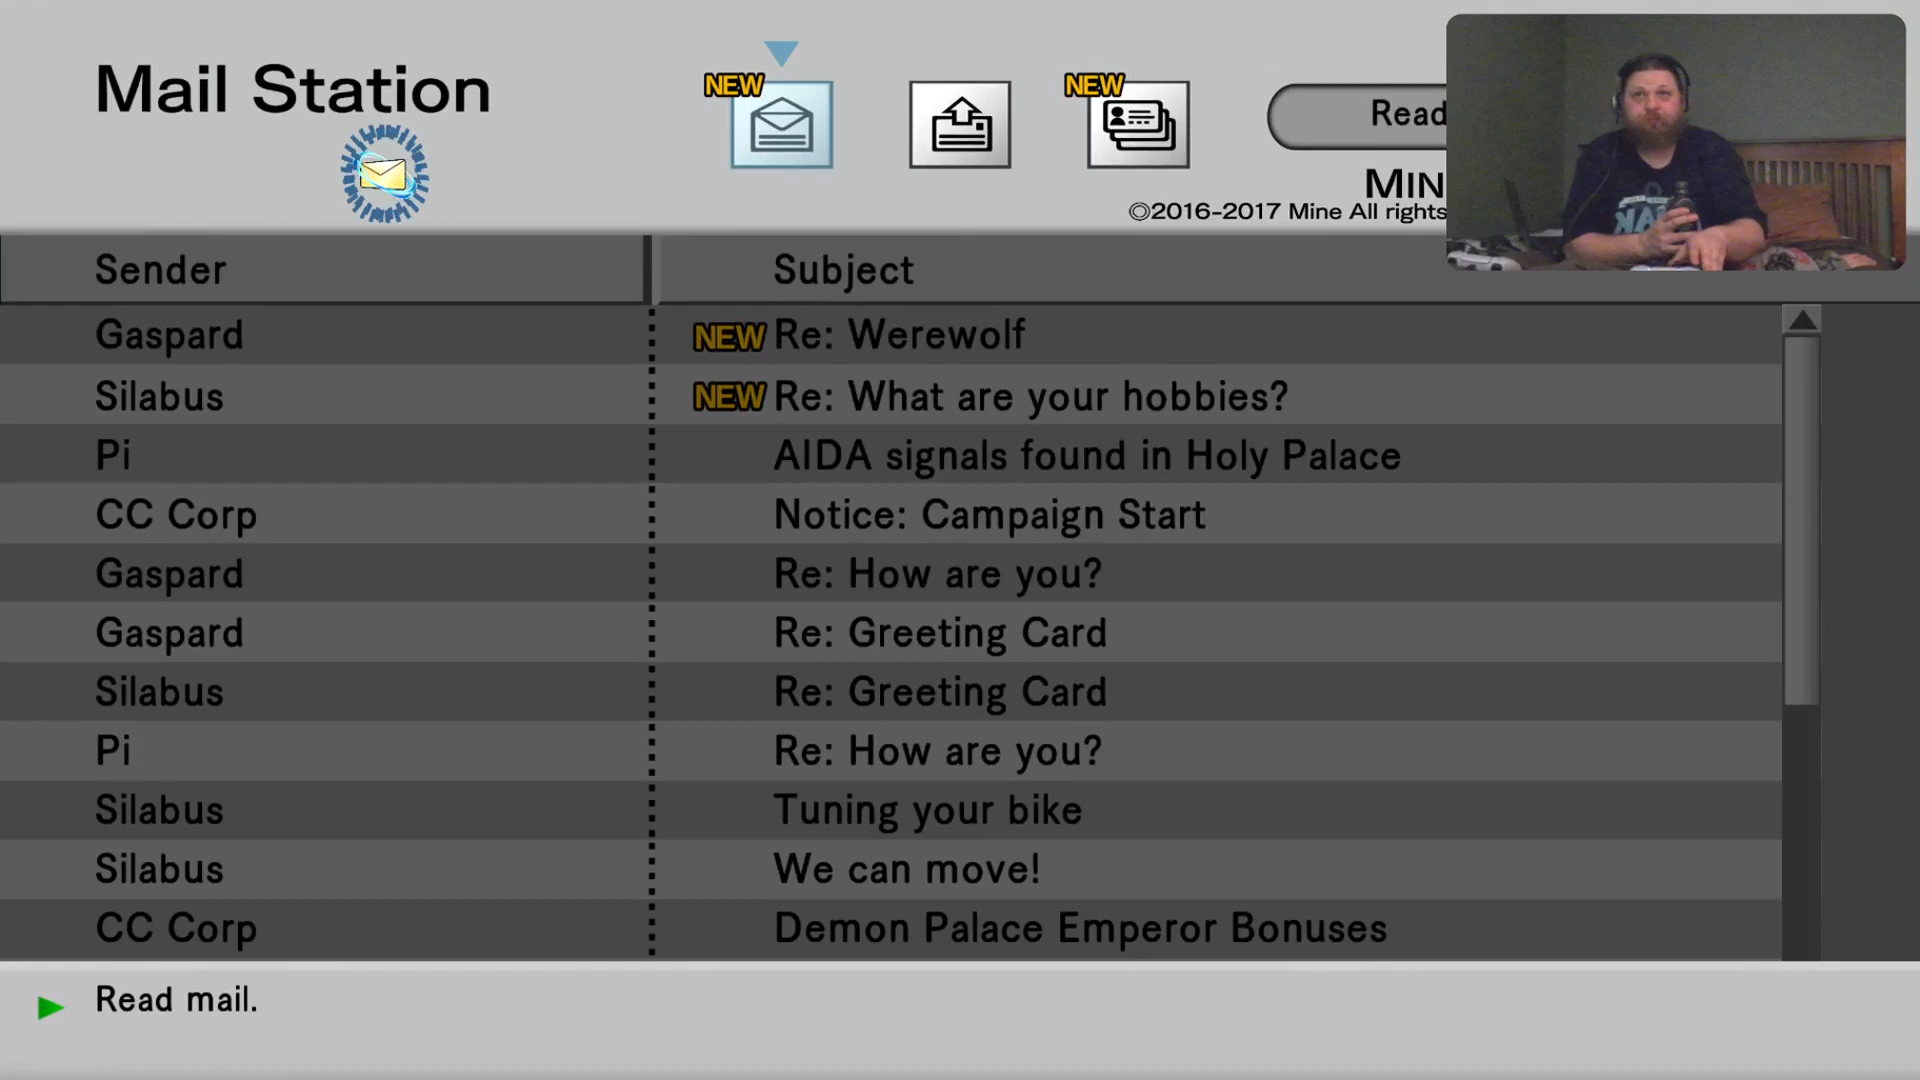 Mail Station
NEW
NEW
Read
MIN
©2016-2017 Mine All rights
Sender Subject
Gaspard NEW Re: Werewolf
Silabus NEW Re: What are your hobbies?
Pi AIDA signals found in Holy Palace
CC Corp Notice: Campaign Start
Gaspard Re: How are you?
Gaspard Re: Greeting Card
Silabus Re: Greeting Card
Pi Re: How are you?
Silabus Tuning your bike
Silabus We can move!
CC Corp Demon Palace Emperor Bonuses
Read mail.